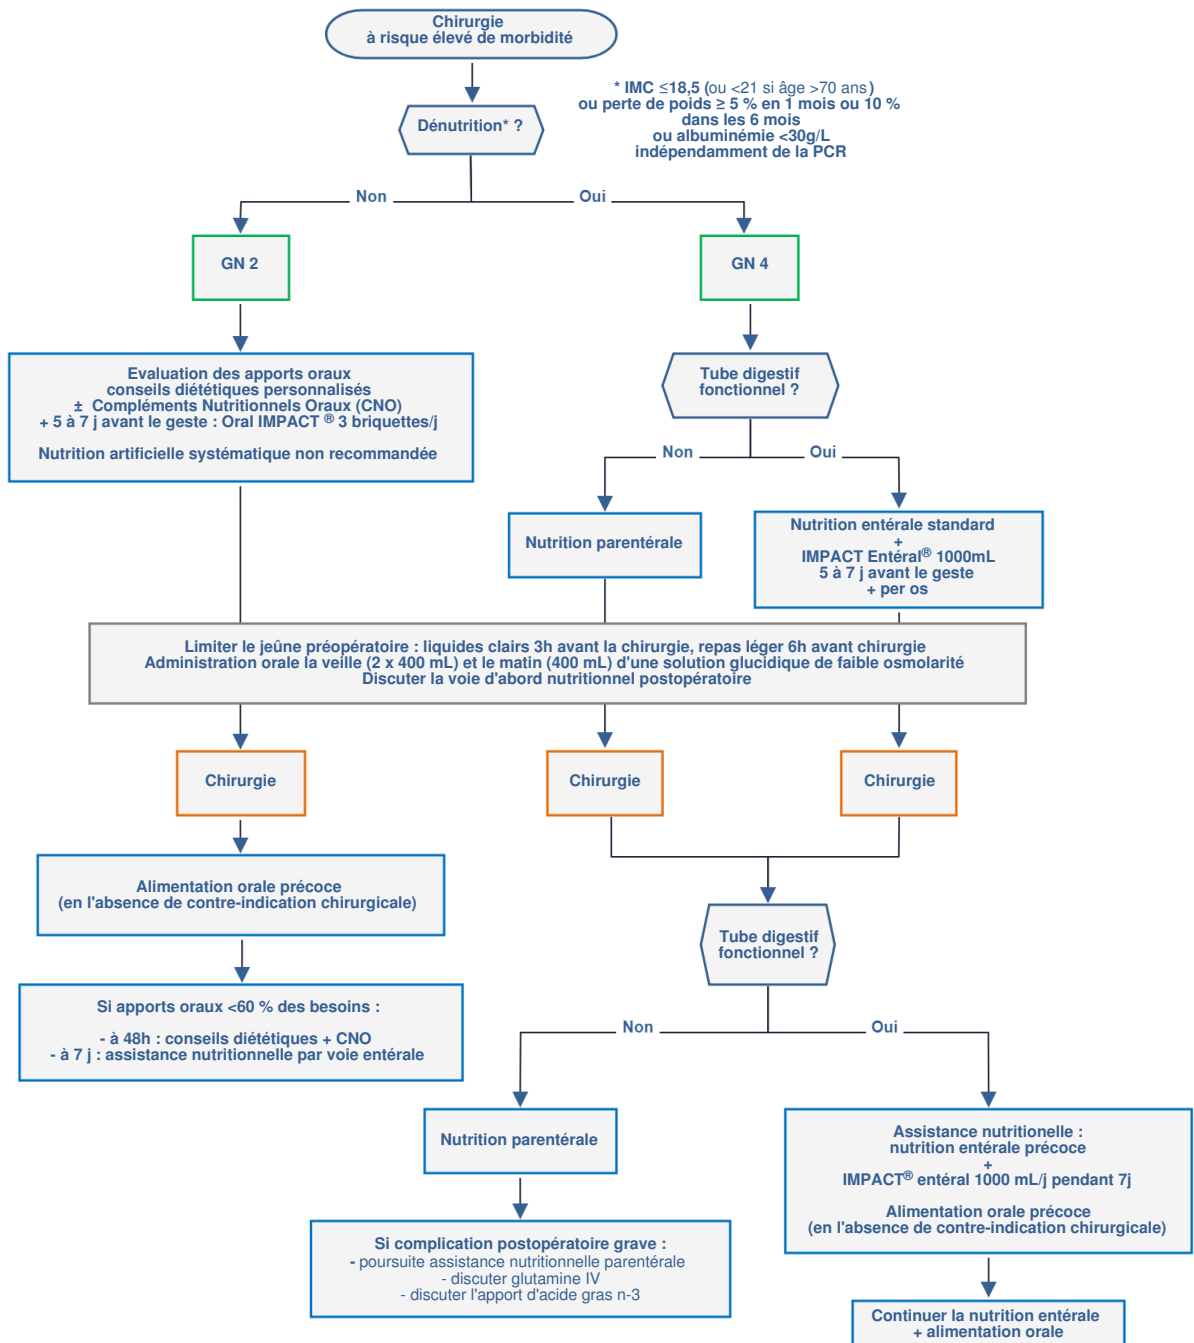 Chirurgie
à risque élevé de morbidité
* IMC ≤18,5 (ou <21 si âge >70 ans)
ou perte de poids ≥ 5 % en 1 mois ou 10 %
dans les 6 mois
ou albuminémie <30g/L
indépendamment de la PCR
Dénutrition* ?
Non
Oui
GN 2
GN 4
Evaluation des apports oraux
conseils diététiques personnalisés
± Compléments Nutritionnels Oraux (CNO)
+ 5 à 7 j avant le geste : Oral IMPACT ® 3 briquettes/j
Nutrition artificielle systématique non recommandée
Tube digestif
fonctionnel ?
Non
Oui
Nutrition parentérale
Nutrition entérale standard
+
IMPACT Entéral® 1000mL
5 à 7 j avant le geste
+ per os
Limiter le jeûne préopératoire : liquides clairs 3h avant la chirurgie, repas léger 6h avant chirurgie
Administration orale la veille (2 x 400 mL) et le matin (400 mL) d'une solution glucidique de faible osmolarité
Discuter la voie d'abord nutritionnel postopératoire
Chirurgie
Chirurgie
Chirurgie
Alimentation orale précoce
(en l'absence de contre-indication chirurgicale)
Si apports oraux <60 % des besoins :
- à 48h : conseils diététiques + CNO
- à 7 j : assistance nutritionnelle par voie entérale
Tube digestif
fonctionnel ?
Non
Oui
Nutrition parentérale
Si complication postopératoire grave :
- poursuite assistance nutritionnelle parentérale
- discuter glutamine IV
- discuter l'apport d'acide gras n-3
Assistance nutritionelle :
nutrition entérale précoce
+
IMPACT® entéral 1000 mL/j pendant 7j
Alimentation orale précoce
(en l'absence de contre-indication chirurgicale)
Continuer la nutrition entérale
+ alimentation orale